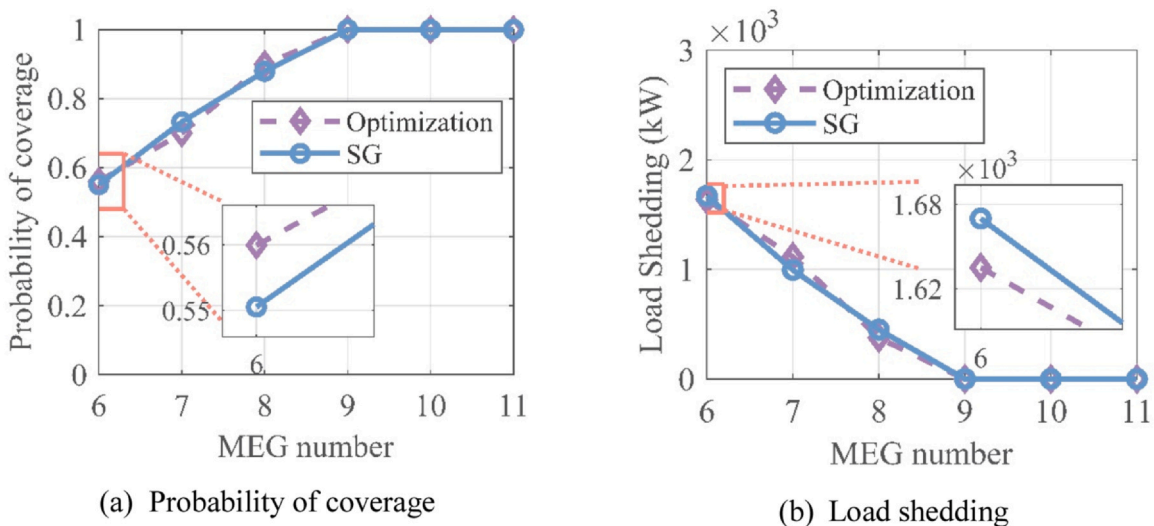 Probability of coverage
1
0.8
0.6
0.4
0.2
0
Optimization
SG
0.56
0.55
6
6 7 8 9 10 11
MEG number
(a) Probability of coverage
×10³
Load Shedding (kW)
3
2
1
0
Optimization
SG
×10³
1.68
1.62
6
6 7 8 9 10 11
MEG number
(b) Load shedding